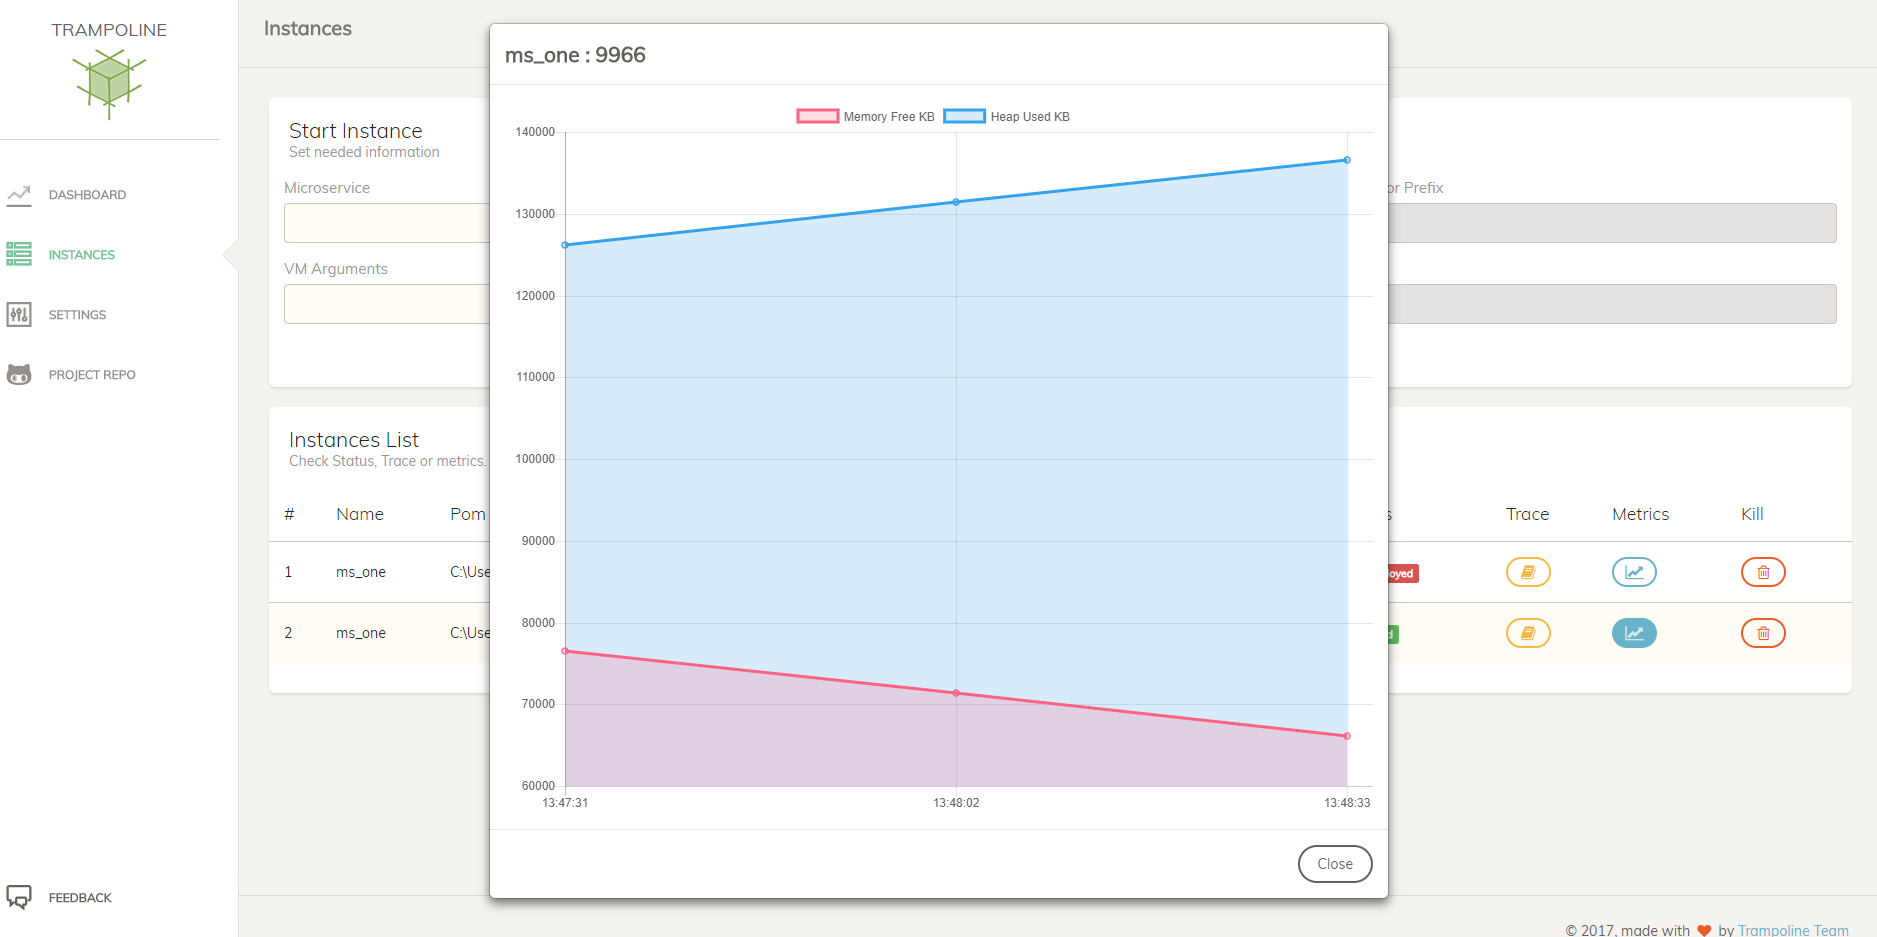 TRAMPOLINE
DASHBOARD
INSTANCES
SETTINGS
PROJECT REPO
FEEDBACK
Instances
Start Instance
Set needed information
Microservice
or Prefix
VM Arguments
Instances List
Check Status, Trace or metrics.
# Name Pom Trace Metrics Kill
1 ms_one C:\Use oyed
2 ms_one C:\Use d
ms_one : 9966
Memory Free KB Heap Used KB
140000
130000
120000
110000
100000
90000
80000
70000
60000
13:47:31 13:48:02 13:48:33
Close
© 2017, made with by Trampoline Team